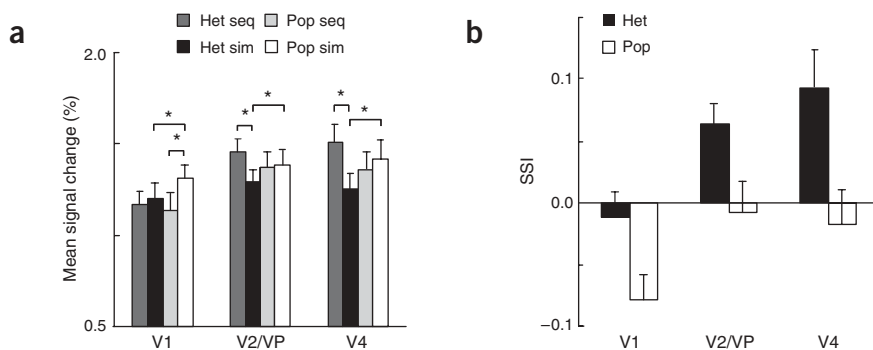 a
Het seq Pop seq
Het sim Pop sim
2.0
Mean signal change (%)
* * * * * *
0.5
V1 V2/VP V4
b
Het
Pop
0.1
SSI
0.0
–0.1
V1 V2/VP V4